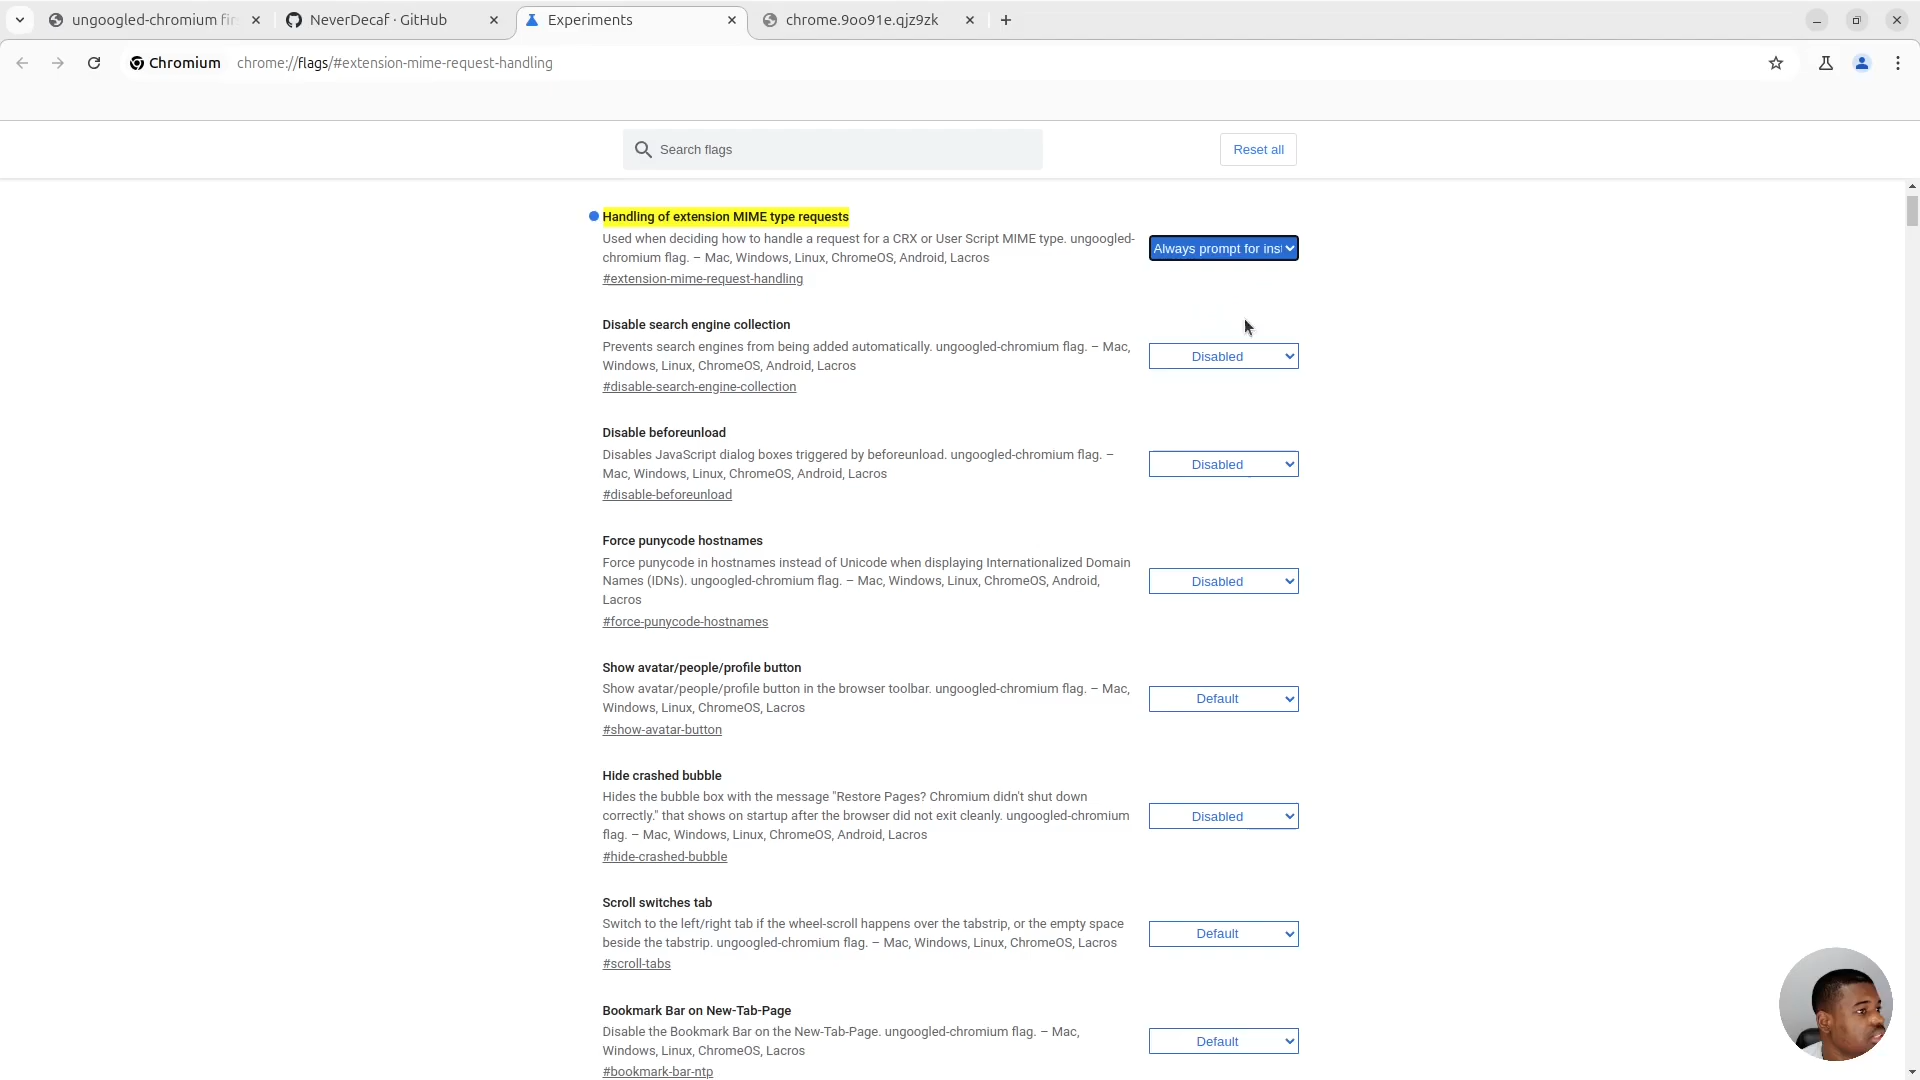 ungoogled-chromium fir
NeverDecaf · GitHub
Experiments
chrome.9oo91e.qjz9zk
Chromium
chrome://flags/#extension-mime-request-handling
Search flags
Reset all
Handling of extension MIME type requests
Used when deciding how to handle a request for a CRX or User Script MIME type. ungoogled-
chromium flag. – Mac, Windows, Linux, ChromeOS, Android, Lacros
#extension-mime-request-handling
Always prompt for inst
Disable search engine collection
Prevents search engines from being added automatically. ungoogled-chromium flag. – Mac,
Windows, Linux, ChromeOS, Android, Lacros
#disable-search-engine-collection
Disabled
Disable beforeunload
Disables JavaScript dialog boxes triggered by beforeunload. ungoogled-chromium flag. –
Mac, Windows, Linux, ChromeOS, Android, Lacros
#disable-beforeunload
Disabled
Force punycode hostnames
Force punycode in hostnames instead of Unicode when displaying Internationalized Domain
Names (IDNs). ungoogled-chromium flag. – Mac, Windows, Linux, ChromeOS, Android,
Lacros
#force-punycode-hostnames
Disabled
Show avatar/people/profile button
Show avatar/people/profile button in the browser toolbar. ungoogled-chromium flag. – Mac,
Windows, Linux, ChromeOS, Lacros
#show-avatar-button
Default
Hide crashed bubble
Hides the bubble box with the message "Restore Pages? Chromium didn't shut down
correctly." that shows on startup after the browser did not exit cleanly. ungoogled-chromium
flag. – Mac, Windows, Linux, ChromeOS, Android, Lacros
#hide-crashed-bubble
Disabled
Scroll switches tab
Switch to the left/right tab if the wheel-scroll happens over the tabstrip, or the empty space
beside the tabstrip. ungoogled-chromium flag. – Mac, Windows, Linux, ChromeOS, Lacros
#scroll-tabs
Default
Bookmark Bar on New-Tab-Page
Disable the Bookmark Bar on the New-Tab-Page. ungoogled-chromium flag. – Mac,
Windows, Linux, ChromeOS, Lacros
#bookmark-bar-ntp
Default